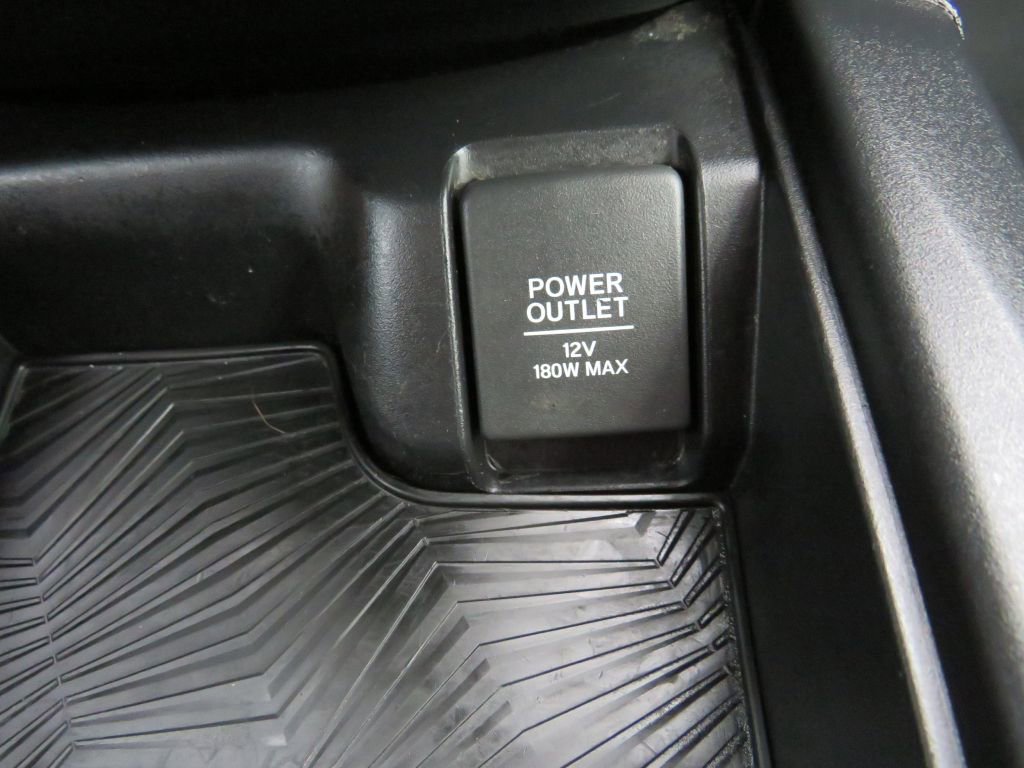 POWER
OUTLET
12V
180W MAX